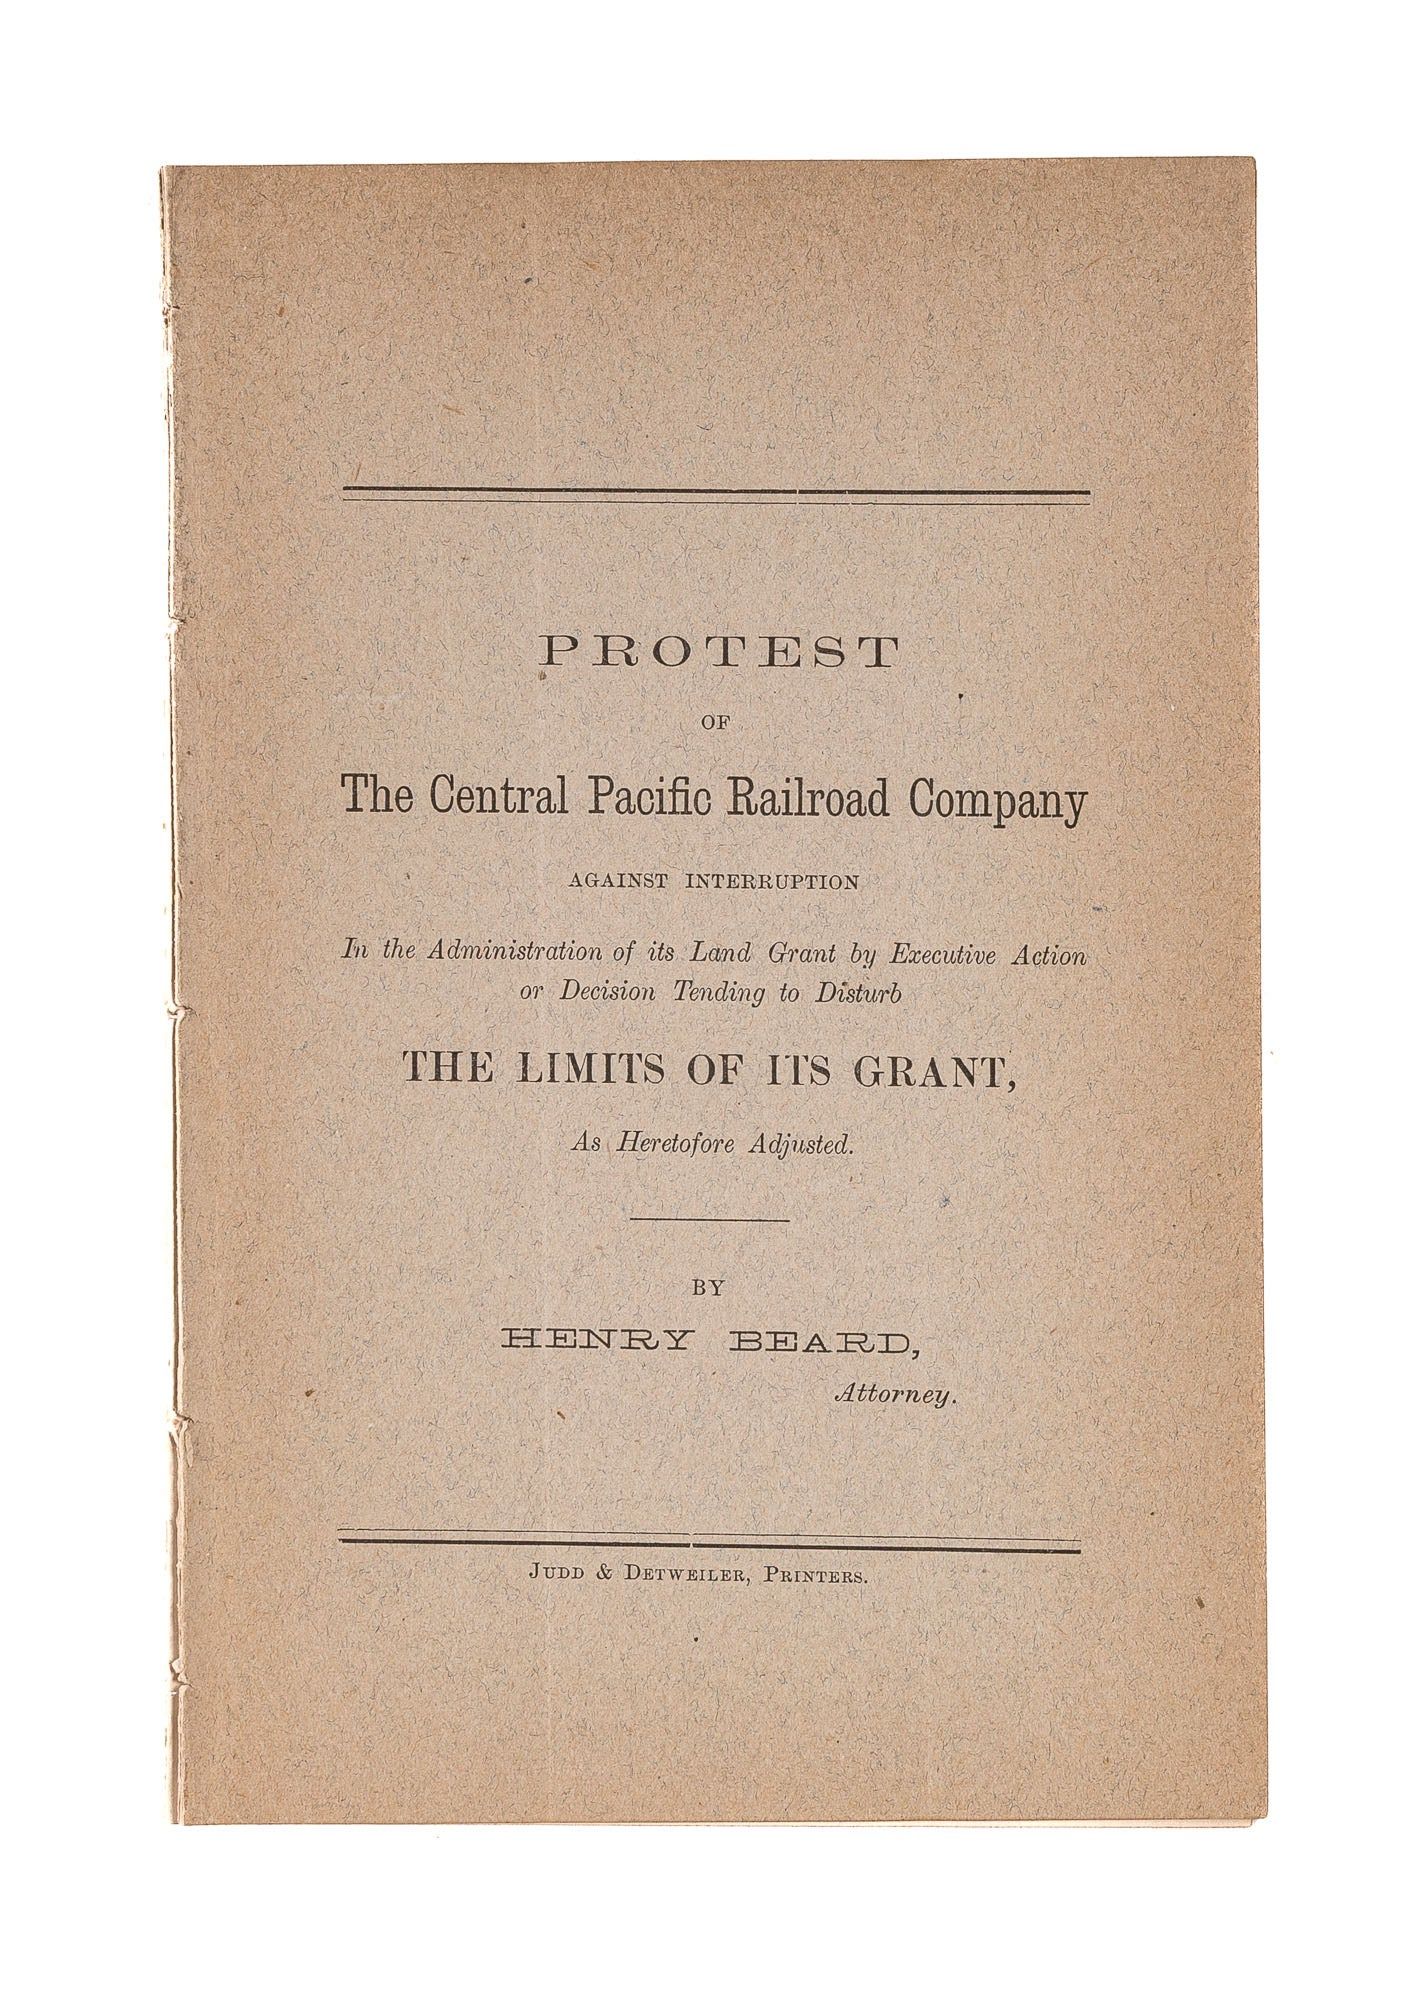 PROTEST
OF
The Central Pacific Railroad Company
AGAINST INTERRUPTION
In the Administration of its Land Grant by Executive Action
or Decision Tending to Disturb
THE LIMITS OF ITS GRANT,
As Heretofore Adjusted.
BY
HENRY BEARD,
Attorney.
JUDD & DETWEILER, PRINTERS.